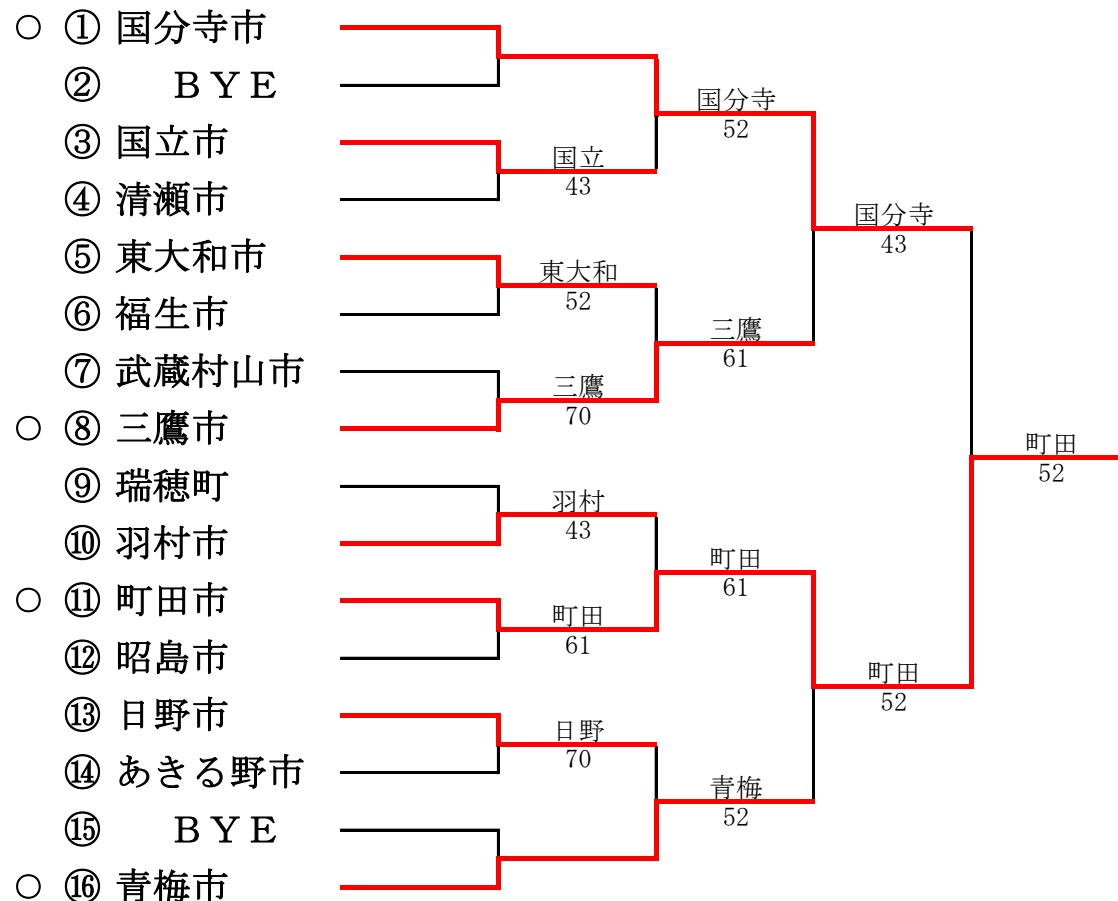 ○ ① 国分寺市
② ＢＹＥ
国分寺
52
③ 国立市
国立
43
④ 清瀬市
国分寺
43
⑤ 東大和市
東大和
52
⑥ 福生市
三鷹
61
⑦ 武蔵村山市
三鷹
70
○ ⑧ 三鷹市
町田
52
⑨ 瑞穂町
羽村
43
⑩ 羽村市
町田
61
○ ⑪ 町田市
町田
61
⑫ 昭島市
町田
52
⑬ 日野市
日野
70
⑭ あきる野市
青梅
52
⑮ ＢＹＥ
○ ⑯ 青梅市